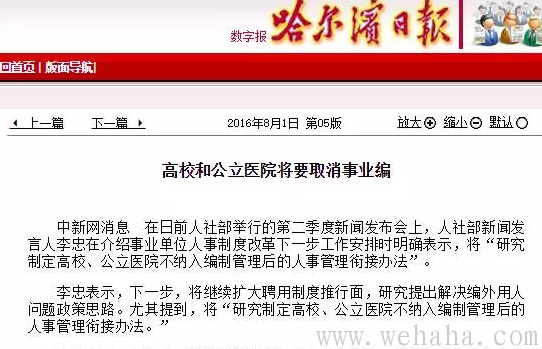 数字报 哈尔滨日报
回首页 | 版面导航|
上一篇 下一篇 2016年8月1日 第05版 放大 缩小 默认
高校和公立医院将要取消事业编
中新网消息 在日前人社部举行的第二季度新闻发布会上，人社部新闻发
言人李忠在介绍事业单位人事制度改革下一步工作安排时明确表示，将“研究
制定高校、公立医院不纳入编制管理后的人事管理衔接办法”。
李忠表示，下一步，将继续扩大聘用制度推行面，研究提出解决编外用人
问题政策思路。尤其提到，将“研究制定高校、公立医院不纳入编制管理后的
人事管理衔接办法。”
www.wehaha.com